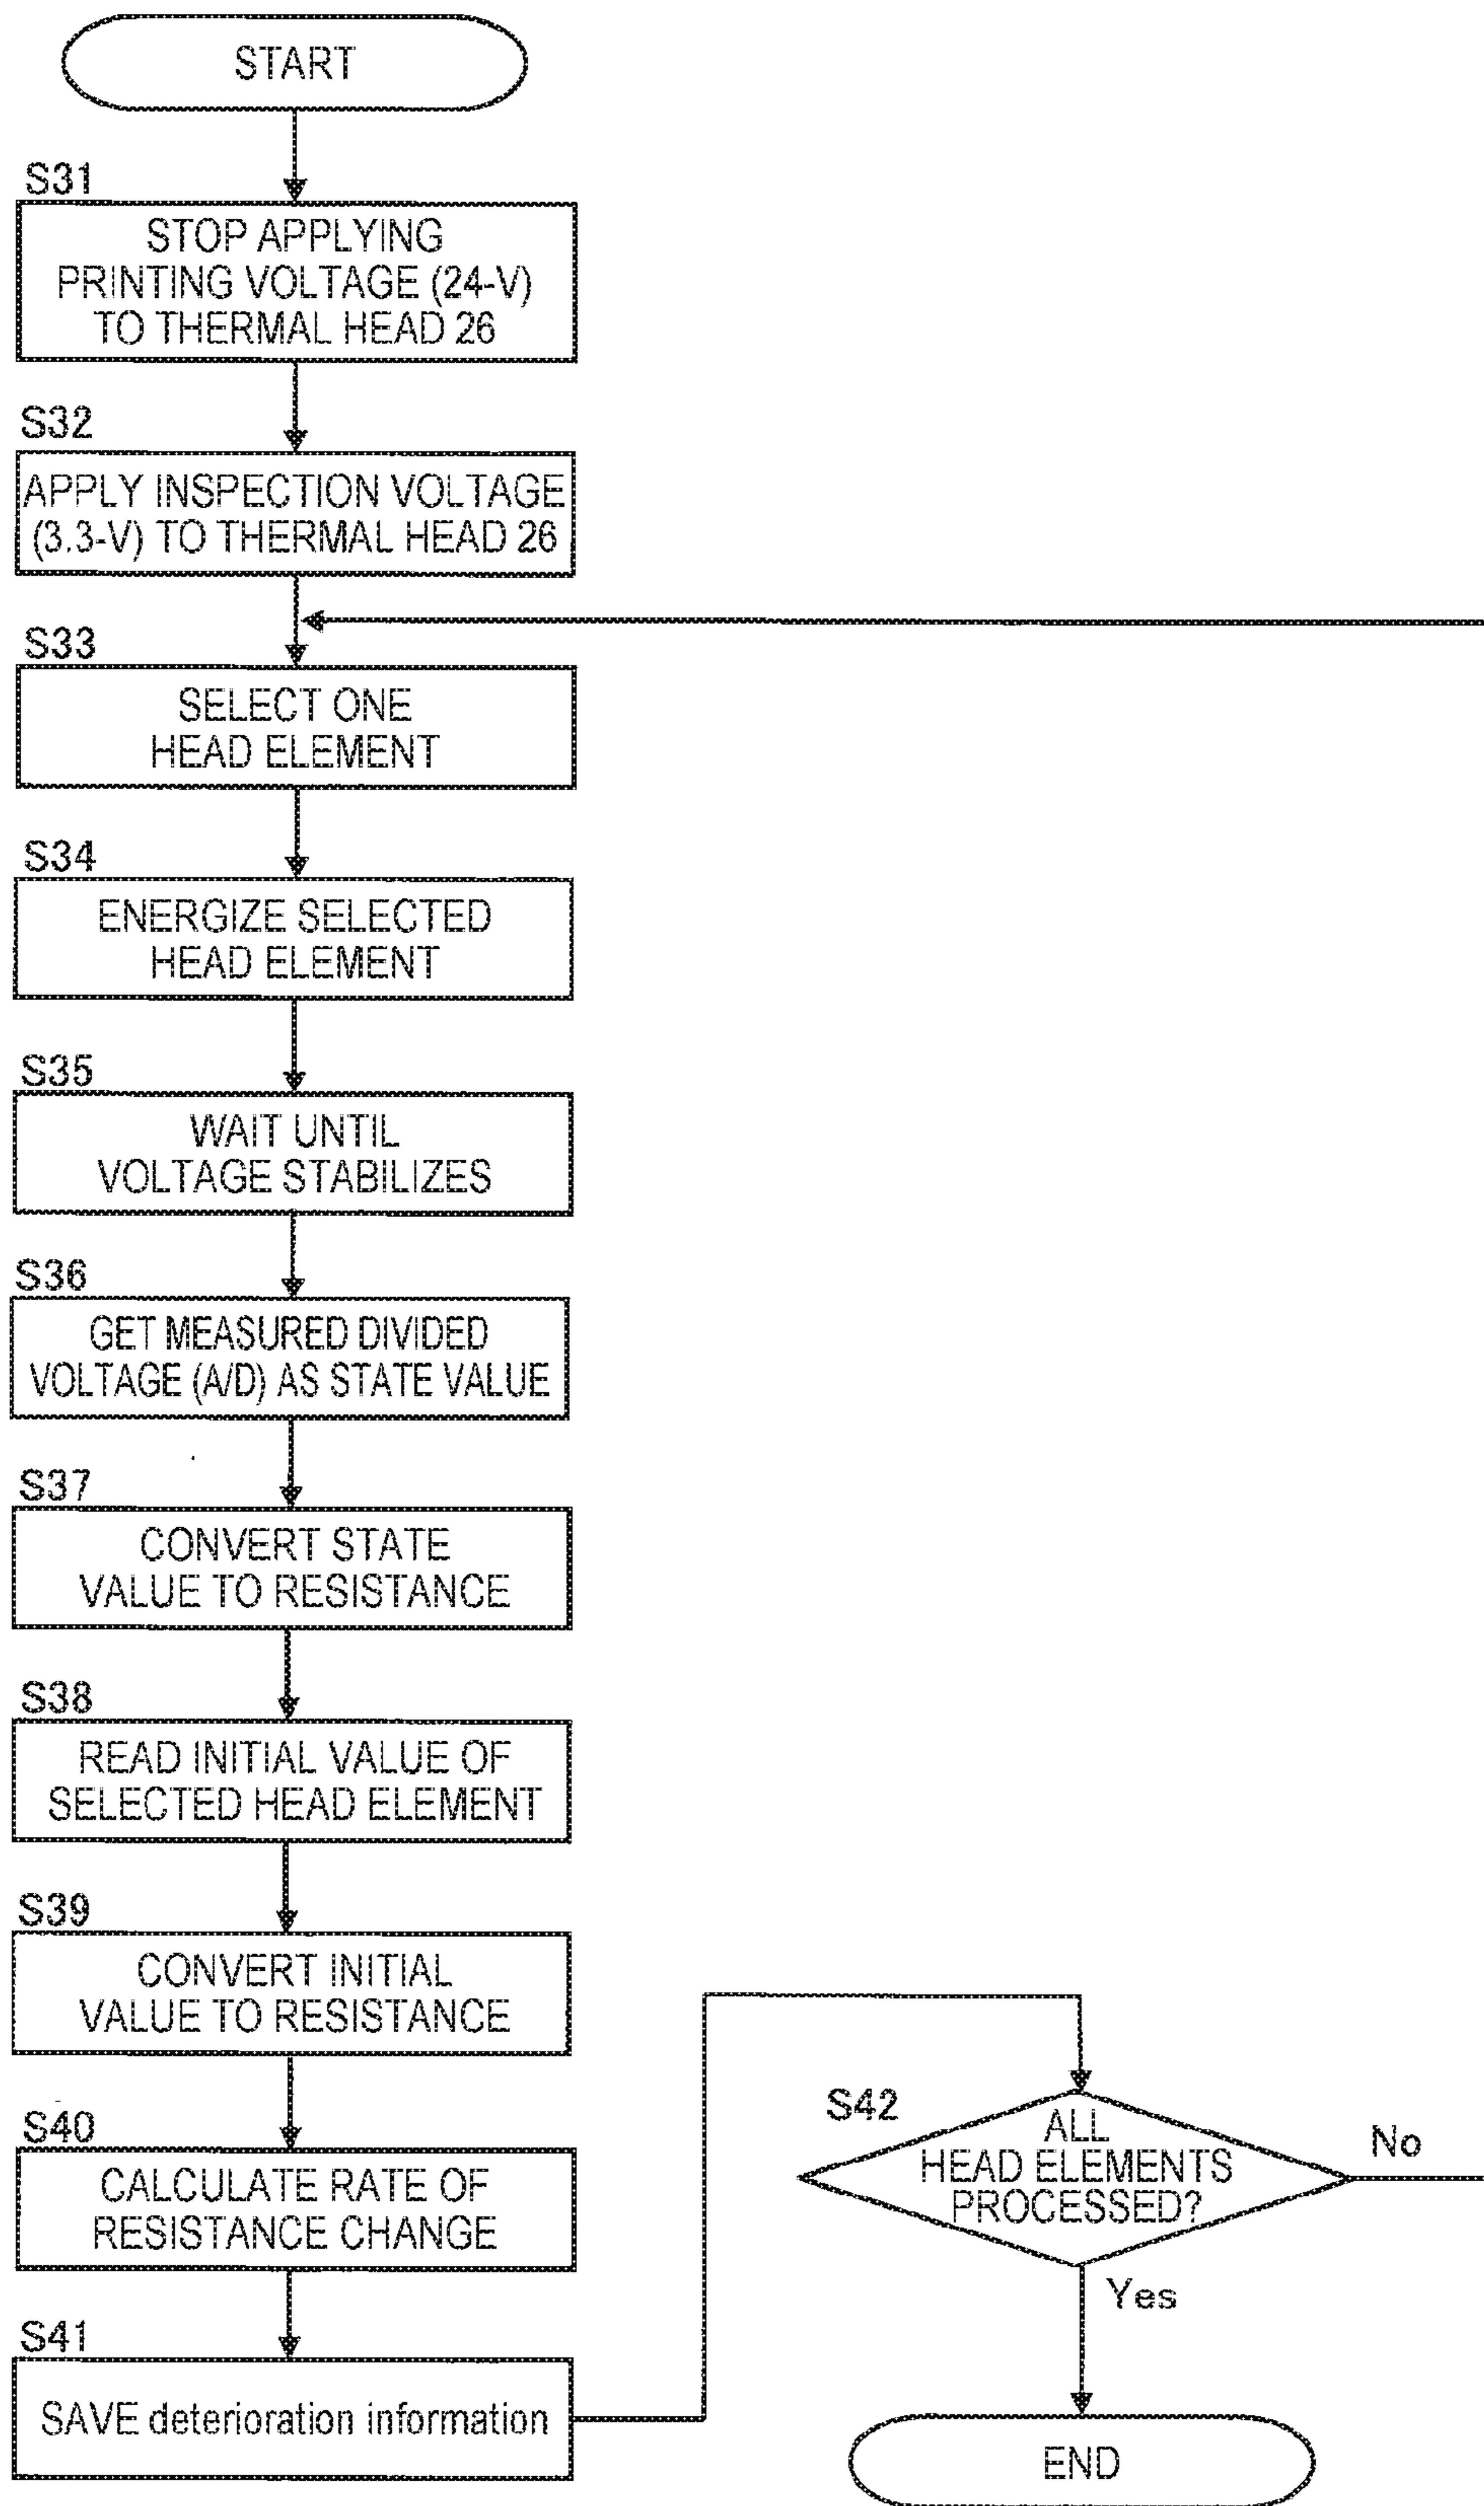 START
S31
STOP APPLYING
PRINTING VOLTAGE (24-V)
TO THERMAL HEAD 26
S32
APPLY INSPECTION VOLTAGE
(3.3-V) TO THERMAL HEAD 26
S33
SELECT ONE
HEAD ELEMENT
S34
ENERGIZE SELECTED
HEAD ELEMENT
S35
WAIT UNTIL
VOLTAGE STABILIZES
S36
GET MEASURED DIVIDED
VOLTAGE (A/D) AS STATE VALUE
S37
CONVERT STATE
VALUE TO RESISTANCE
S38
READ INITIAL VALUE OF
SELECTED HEAD ELEMENT
S39
CONVERT INITIAL
VALUE TO RESISTANCE
S40
CALCULATE RATE OF
RESISTANCE CHANGE
S41
SAVE deterioration information
S42
ALL
HEAD ELEMENTS
PROCESSED?
No
Yes
END